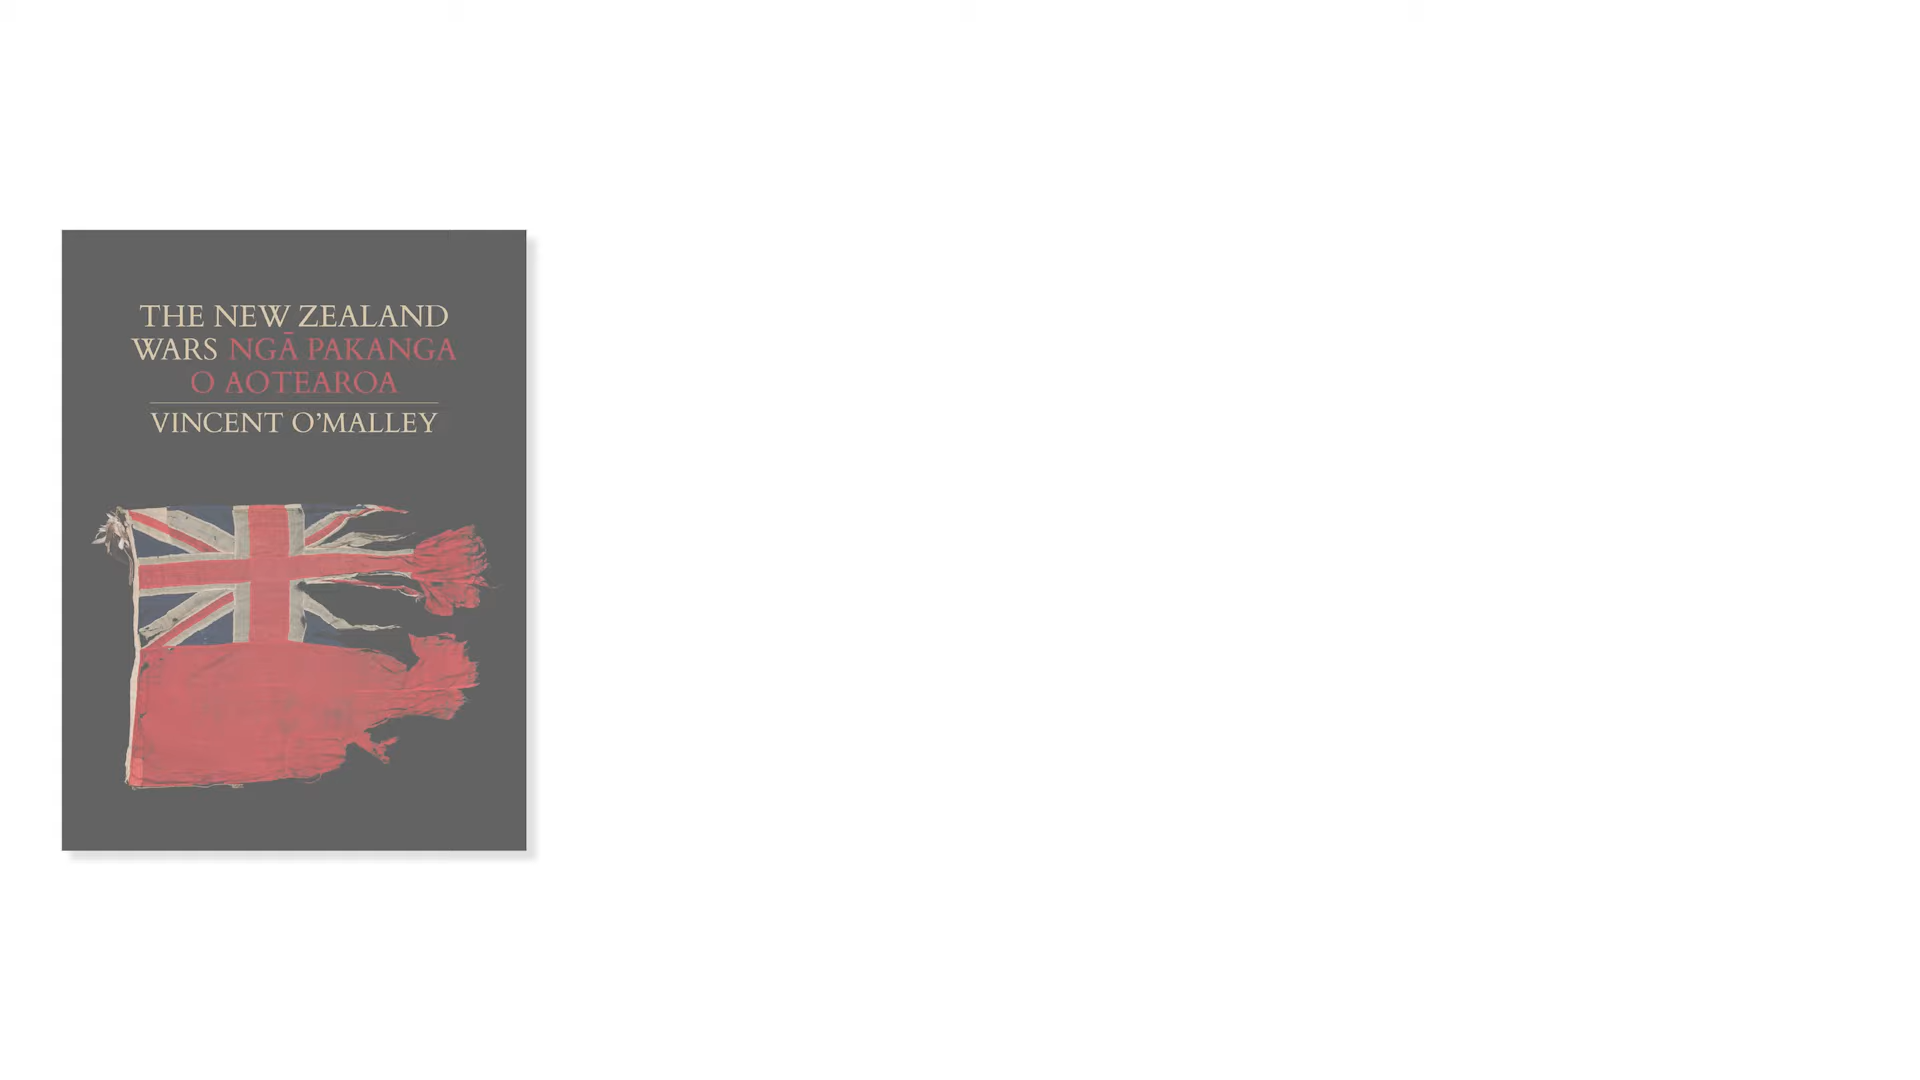 THE NEW ZEALAND
WARS NGĀ PAKANGA
O AOTEAROA
VINCENT O’MALLEY